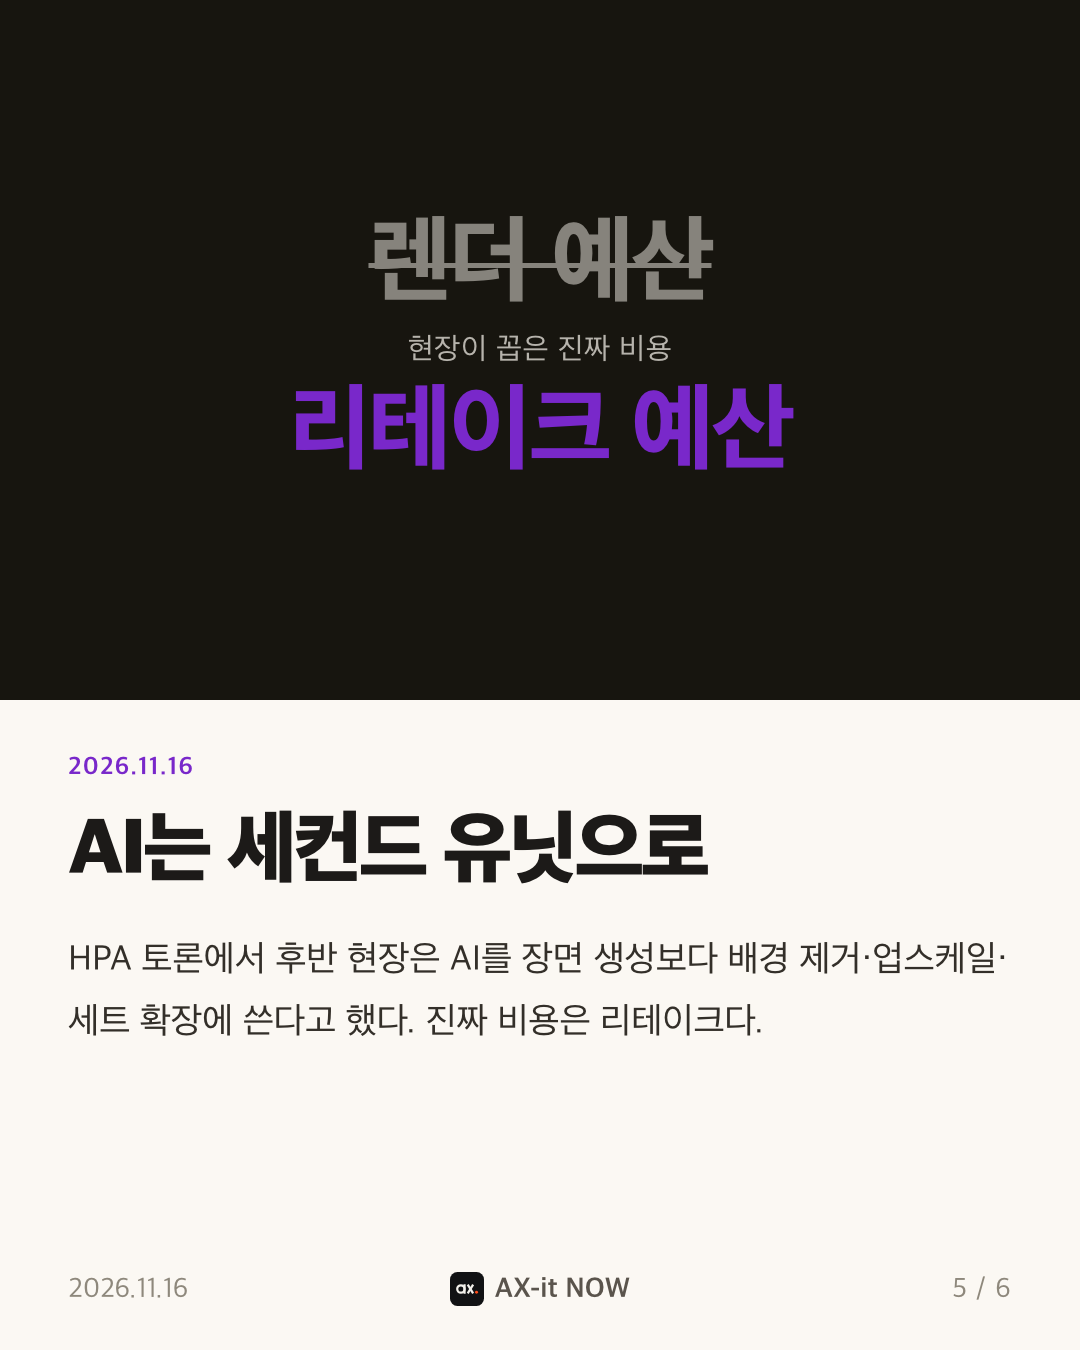 렌더 예산
현장이 꼽은 진짜 비용
리테이크 예산
2026.11.16
AI는 세컨드 유닛으로
HPA 토론에서 후반 현장은 AI를 장면 생성보다 배경 제거·업스케일·
세트 확장에 쓴다고 했다. 진짜 비용은 리테이크다.
2026.11.16
ax. AX-it NOW
5 / 6